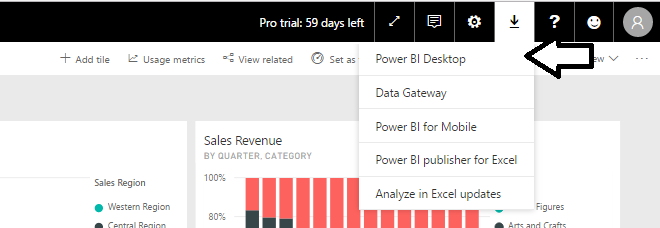 Pro trial: 59 days left
?
Add tile Usage metrics View related Set as
Power BI Desktop
Data Gateway
Power BI for Mobile
Power BI publisher for Excel
Analyze in Excel updates
Sales Revenue
BY QUARTER, CATEGORY
Sales Region
100%
Western Region
Figures
80%
Central Region
Arts and Crafts